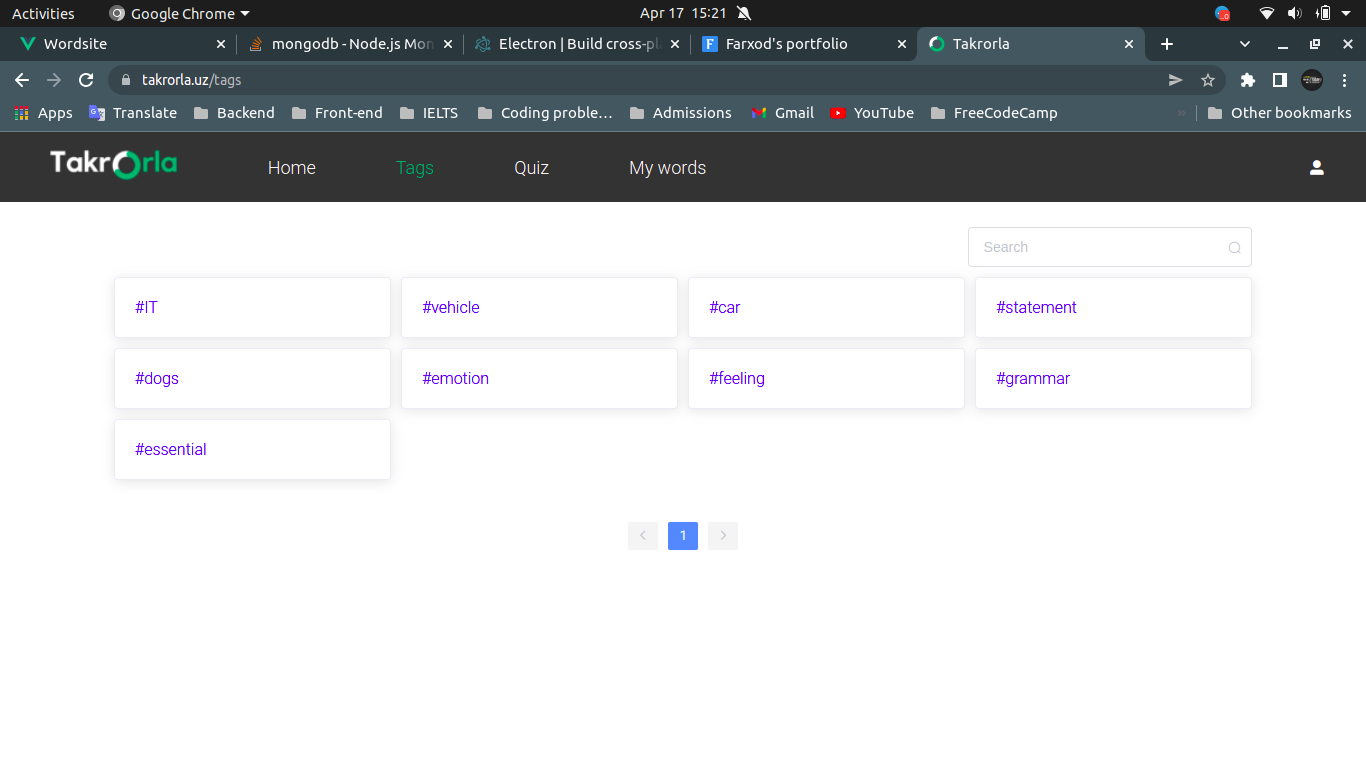 Activities Google Chrome Apr 17 15:21
Wordsite mongodb - Node.js Mon Electron | Build cross-pl Farxod's portfolio Takrorla
takrorla.uz/tags
Apps Translate Backend Front-end IELTS Coding proble… Admissions Gmail YouTube FreeCodeCamp » Other bookmarks
Takrorla Home Tags Quiz My words
Search
#IT #vehicle #car #statement
#dogs #emotion #feeling #grammar
#essential
1